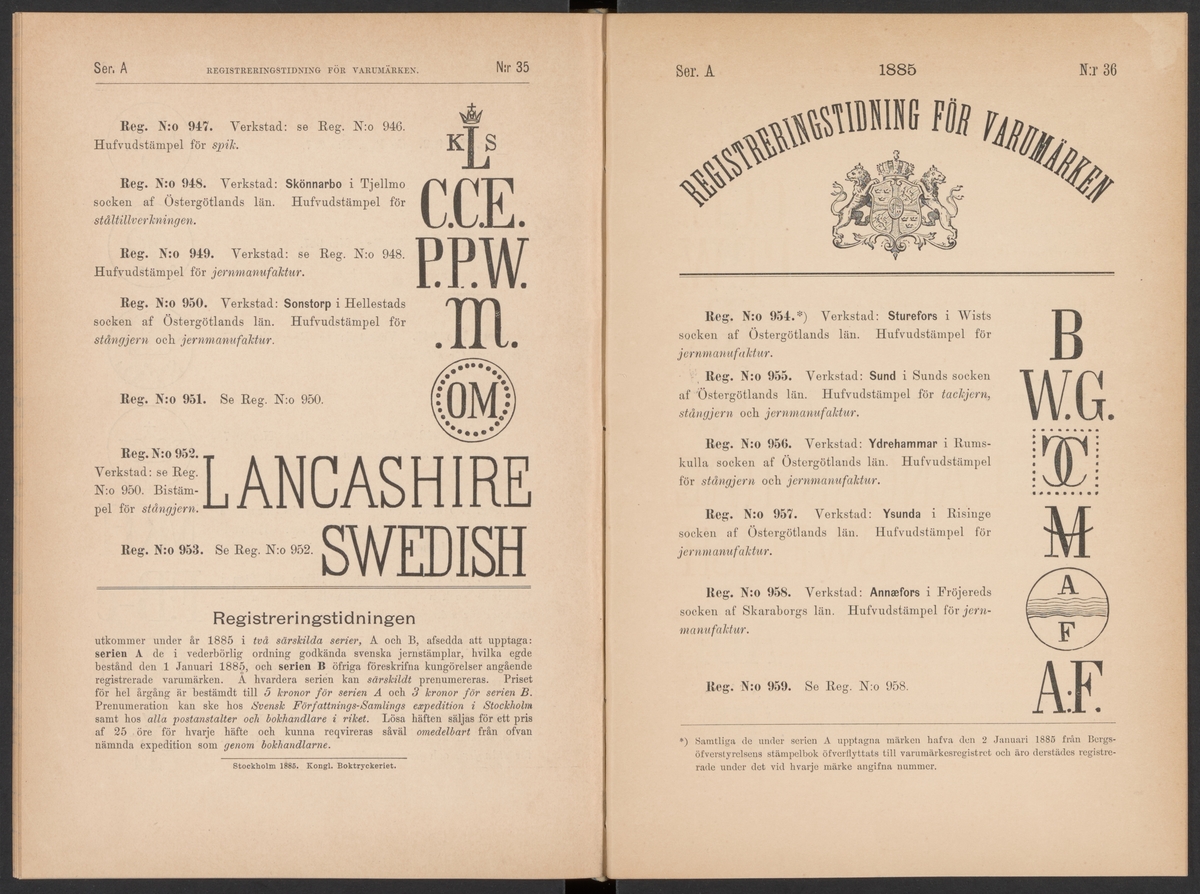 Ser. A REGISTRERINGSTIDNING FÖR VARUMÄRKEN. N:r 35
Reg. N:o 947. Verkstad: se Reg. N:o 946.
Hufvudstämpel för spik.
K L S
Reg. N:o 948. Verkstad: Skönnarbo i Tjellmo
socken af Östergötlands län. Hufvudstämpel för
ståltillverkningen.
C.C.E.
Reg. N:o 949. Verkstad: se Reg. N:o 948.
Hufvudstämpel för jernmanufaktur.
P.P.W.
Reg. N:o 950. Verkstad: Sonstorp i Hellestads
socken af Östergötlands län. Hufvudstämpel för
stångjern och jernmanufaktur.
.m.
Reg. N:o 951. Se Reg. N:o 950.
OM
Reg. N:o 952.
Verkstad: se Reg.
N:o 950. Bistäm-
pel för stångjern.
LANCASHIRE
Reg. N:o 953. Se Reg. N:o 952.
SWEDISH
Registreringstidningen
utkommer under år 1885 i två särskilda serier, A och B, afsedda att upptaga:
serien A de i vederbörlig ordning godkända svenska jernstämplar, hvilka egde
bestånd den 1 Januari 1885, och serien B öfriga föreskrifna kungörelser angående
registrerade varumärken. Å hvardera serien kan särskildt prenumereras. Priset
för hel årgång är bestämdt till 5 kronor för serien A och 3 kronor för serien B.
Prenumeration kan ske hos Svensk Författnings-Samlings expedition i Stockholm
samt hos alla postanstalter och bokhandlare i riket. Lösa häften säljas för ett pris
af 25 öre för hvarje häfte och kunna reqvireras såväl omedelbart från ofvan
nämnda expedition som genom bokhandlarne.
Stockholm 1885. Kongl. Boktryckeriet.
Ser. A 1885 N:r 36
REGISTRERINGSTIDNING FÖR VARUMÄRKEN
Reg. N:o 954.*) Verkstad: Sturefors i Wists
socken af Östergötlands län. Hufvudstämpel för
jernmanufaktur.
B
Reg. N:o 955. Verkstad: Sund i Sunds socken
af Östergötlands län. Hufvudstämpel för tackjern,
stångjern och jernmanufaktur.
W.G.
Reg. N:o 956. Verkstad: Ydrehammar i Rums-
kulla socken af Östergötlands län. Hufvudstämpel
för stångjern och jernmanufaktur.
Reg. N:o 957. Verkstad: Ysunda i Risinge
socken af Östergötlands län. Hufvudstämpel för
jernmanufaktur.
M
Reg. N:o 958. Verkstad: Annæfors i Fröjereds
socken af Skaraborgs län. Hufvudstämpel för jern-
manufaktur.
A
F
Reg. N:o 959. Se Reg. N:o 958.
A.F.
*) Samtliga de under serien A upptagna märken hafva den 2 Januari 1885 från Bergs-
öfverstyrelsens stämpelbok öfverflyttats till varumärkesregistret och äro derstädes registre-
rade under det vid hvarje märke angifna nummer.